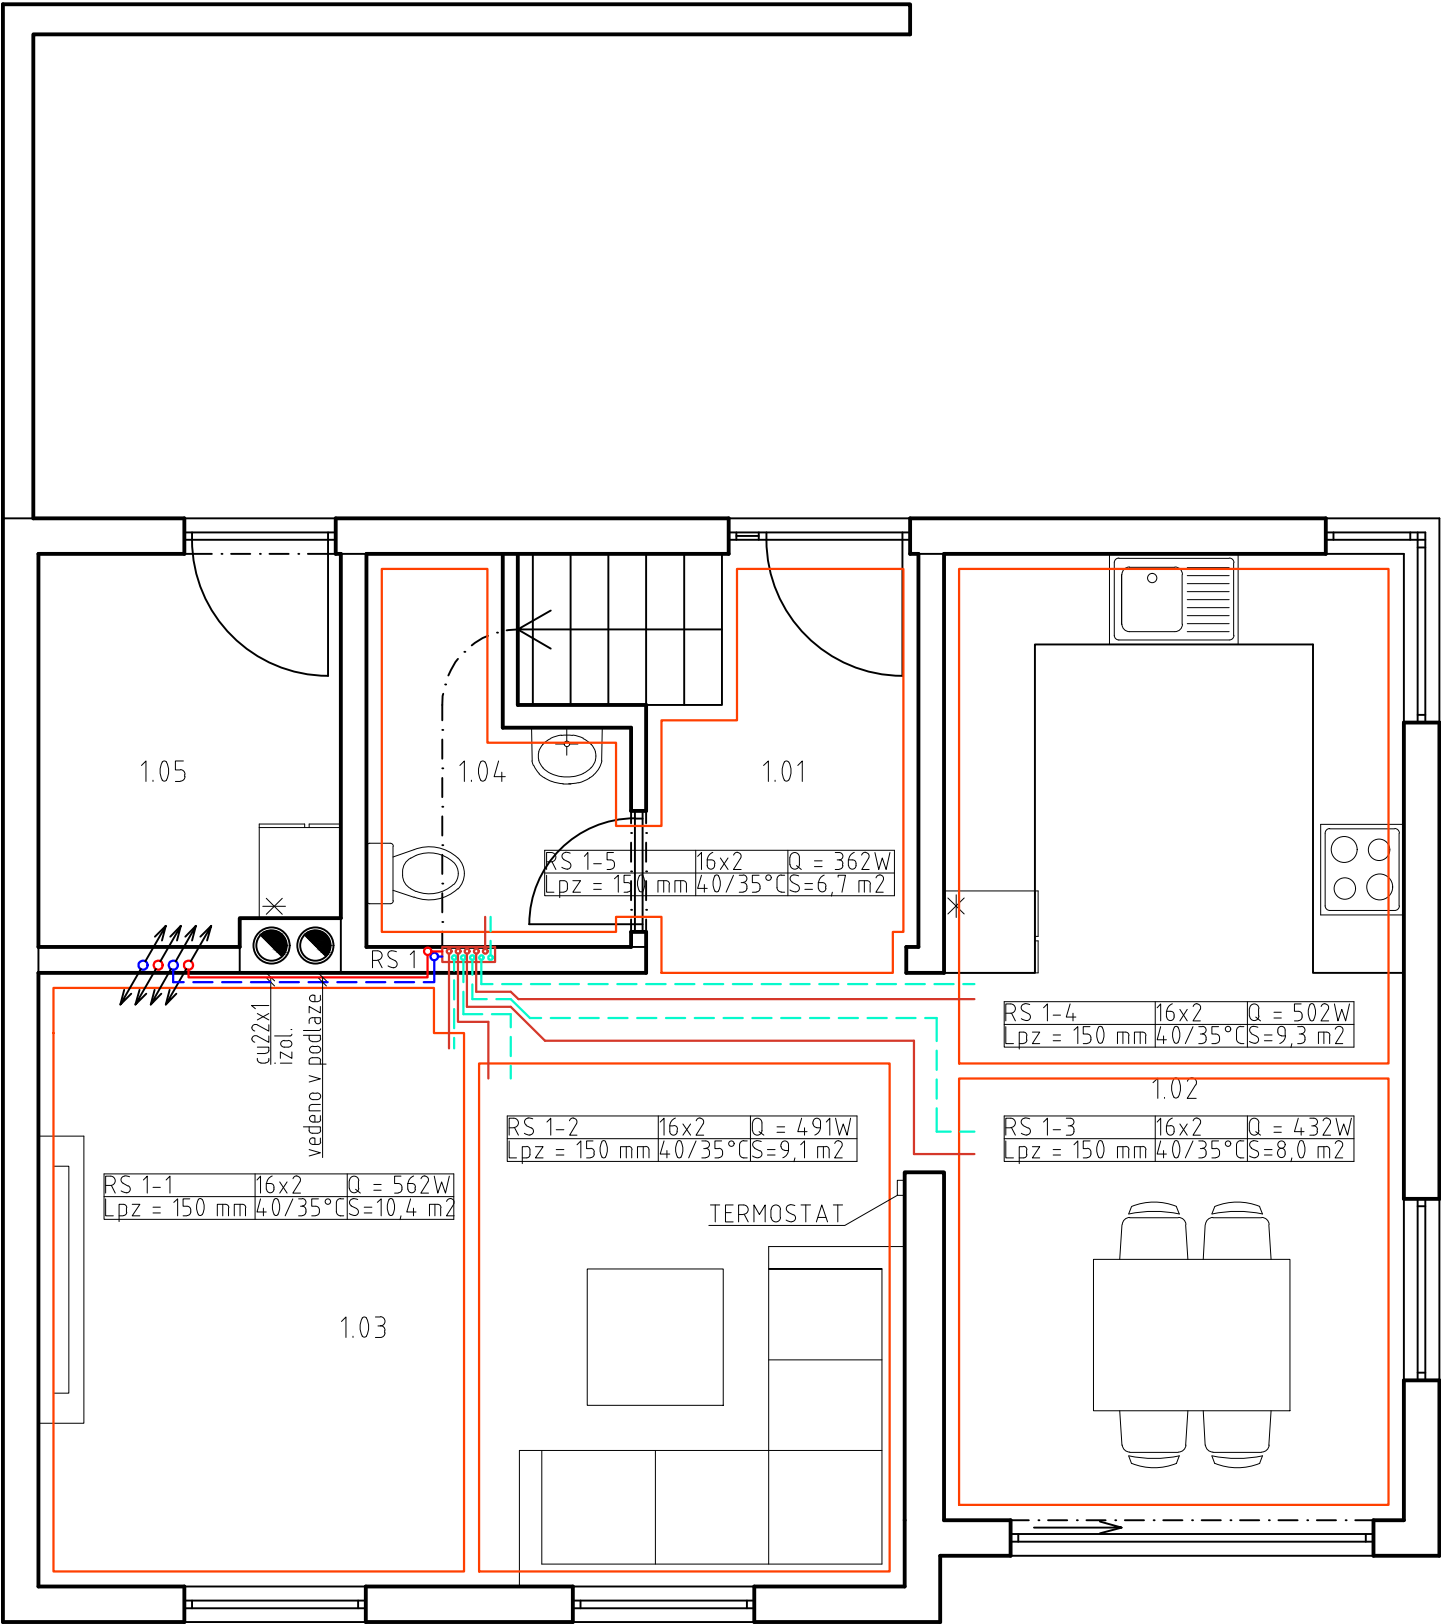 1.05
1.04
1.01
RS 1-5 16x2 Q = 362W
Lpz = 150 mm 40/35°C S=6,7 m2
RS 1
cu22x1
izol.
vedeno v podlaze
RS 1-4 16x2 Q = 502W
Lpz = 150 mm 40/35°C S=9,3 m2
1.02
RS 1-2 16x2 Q = 491W
Lpz = 150 mm 40/35°C S=9,1 m2
RS 1-3 16x2 Q = 432W
Lpz = 150 mm 40/35°C S=8,0 m2
RS 1-1 16x2 Q = 562W
Lpz = 150 mm 40/35°C S=10,4 m2
TERMOSTAT
1.03